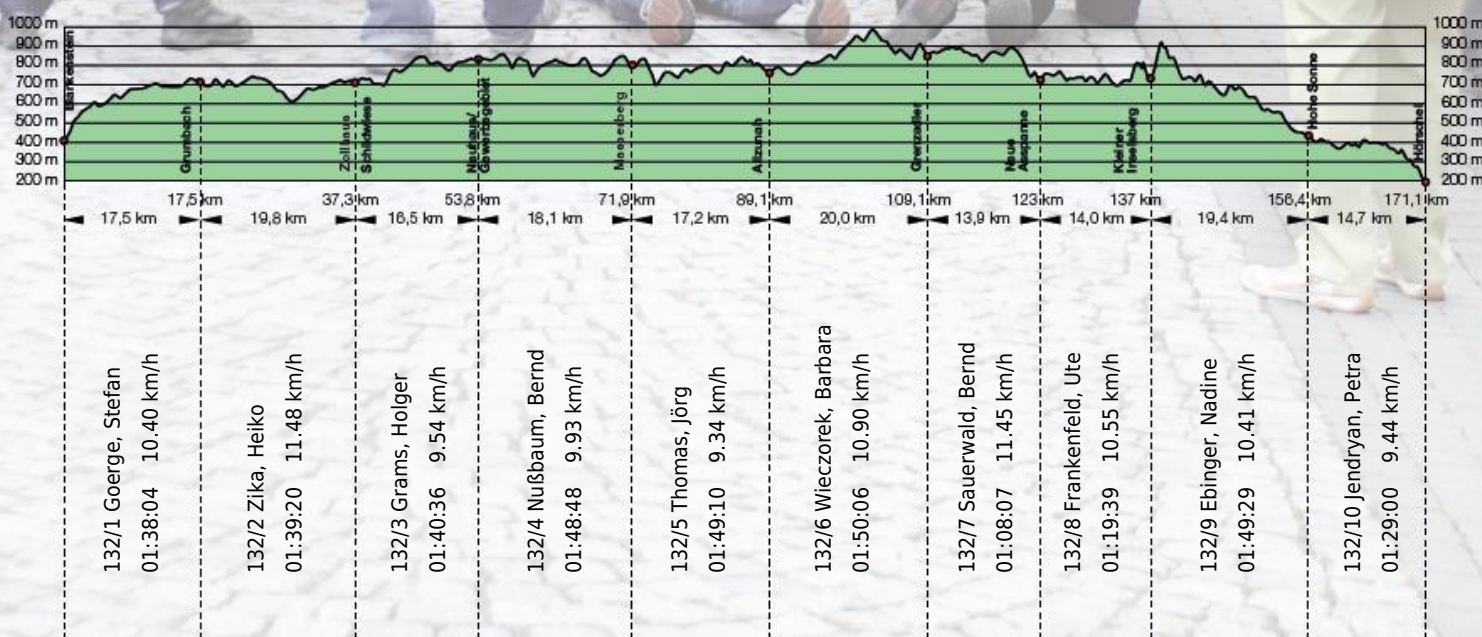 1000 m
900 m
800 m
700 m
600 m
500 m
400 m
300 m
200 m
1000 m
900 m
800 m
700 m
600 m
500 m
400 m
300 m
200 m
Blankenstein
Grumbach
Zollhaus
Schildwiese
Neuhaus/
Masserberg
Allzunah
Grenzadler
Neue
Ausspanne
Kleiner
Inselsberg
Hohe Sonne
Hörschel
17,5 km
37,3 km
53,8 km
71,9 km
89,1 km
109,1 km
123 km
137 km
156,4 km
171,1 km
17,5 km
19,8 km
16,5 km
18,1 km
17,2 km
20,0 km
13,9 km
14,0 km
19,4 km
14,7 km
132/1 Goerge, Stefan
01:38:04 10.40 km/h
132/2 Zika, Heiko
01:39:20 11.48 km/h
132/3 Grams, Holger
01:40:36 9.54 km/h
132/4 Nußbaum, Bernd
01:48:48 9.93 km/h
132/5 Thomas, Jörg
01:49:10 9.34 km/h
132/6 Wieczorek, Barbara
01:50:06 10.90 km/h
132/7 Sauerwald, Bernd
01:08:07 11.45 km/h
132/8 Frankenfeld, Ute
01:19:39 10.55 km/h
132/9 Ebinger, Nadine
01:49:29 10.41 km/h
132/10 Jendryan, Petra
01:29:00 9.44 km/h